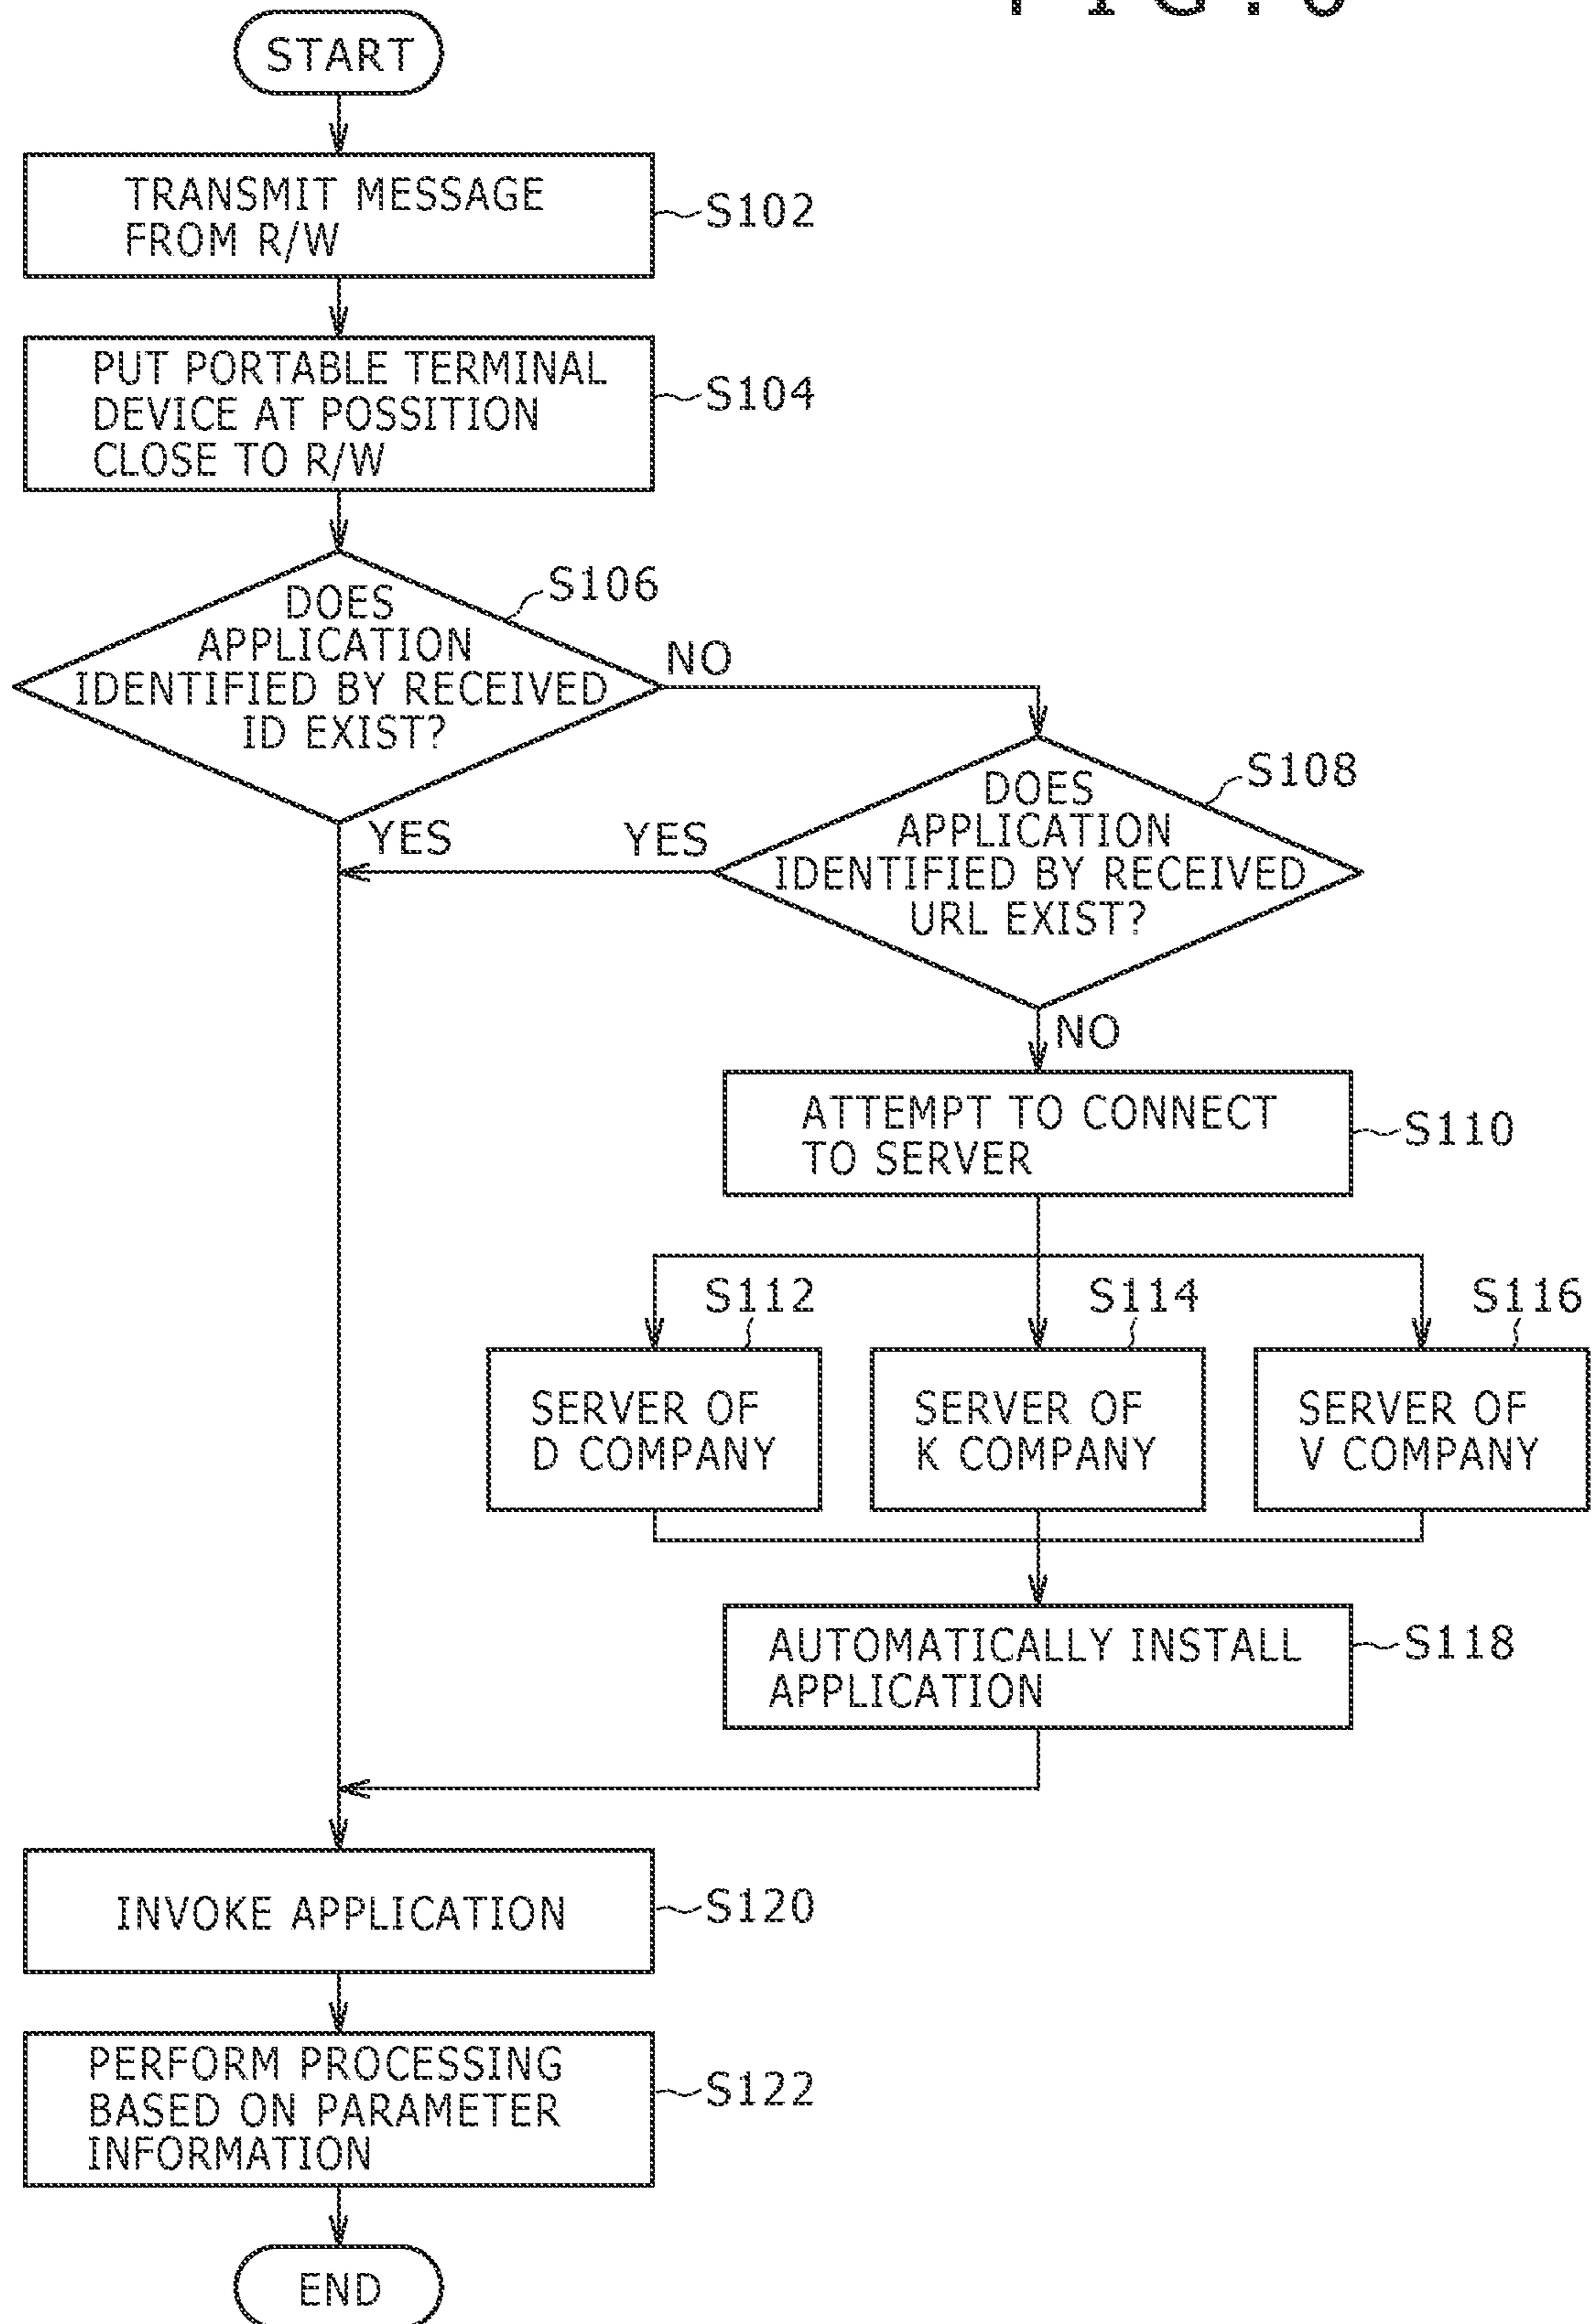 START
TRANSMIT MESSAGE
FROM R/W
S102
PUT PORTABLE TERMINAL
DEVICE AT POSSITION
CLOSE TO R/W
S104
DOES
APPLICATION
IDENTIFIED BY RECEIVED
ID EXIST?
S106
NO
YES
DOES
APPLICATION
IDENTIFIED BY RECEIVED
URL EXIST?
S108
YES
NO
ATTEMPT TO CONNECT
TO SERVER
S110
S112
SERVER OF
D COMPANY
S114
SERVER OF
K COMPANY
S116
SERVER OF
V COMPANY
AUTOMATICALLY INSTALL
APPLICATION
S118
INVOKE APPLICATION
S120
PERFORM PROCESSING
BASED ON PARAMETER
INFORMATION
S122
END